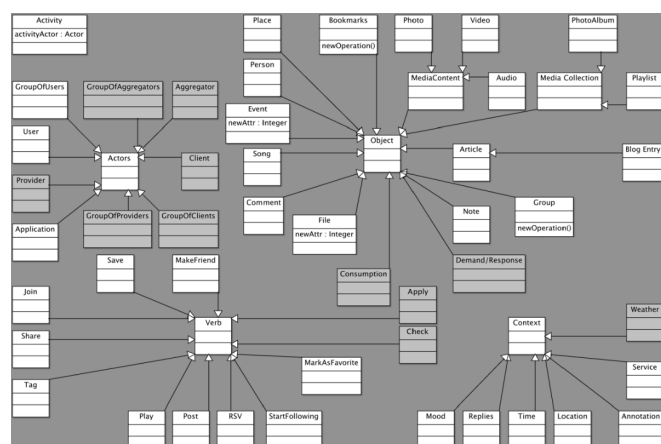 Activity
activityActor : Actor
Place
Bookmarks
newOperation()
Photo
Video
PhotoAlbum
Person
MediaContent
Audio
Media Collection
Playlist
GroupOfUsers
GroupOfAggregators
Aggregator
Event
newAttr : Integer
User
Actors
Client
Song
Object
Article
Blog Entry
Provider
Comment
File
newAttr : Integer
Note
Group
newOperation()
Application
GroupOfProviders
GroupOfClients
Save
MakeFriend
Consumption
Demand/Response
Join
Apply
Weather
Share
Verb
Check
Context
Service
Tag
MarkAsFavorite
Play
Post
RSV
StartFollowing
Mood
Replies
Time
Location
Annotation